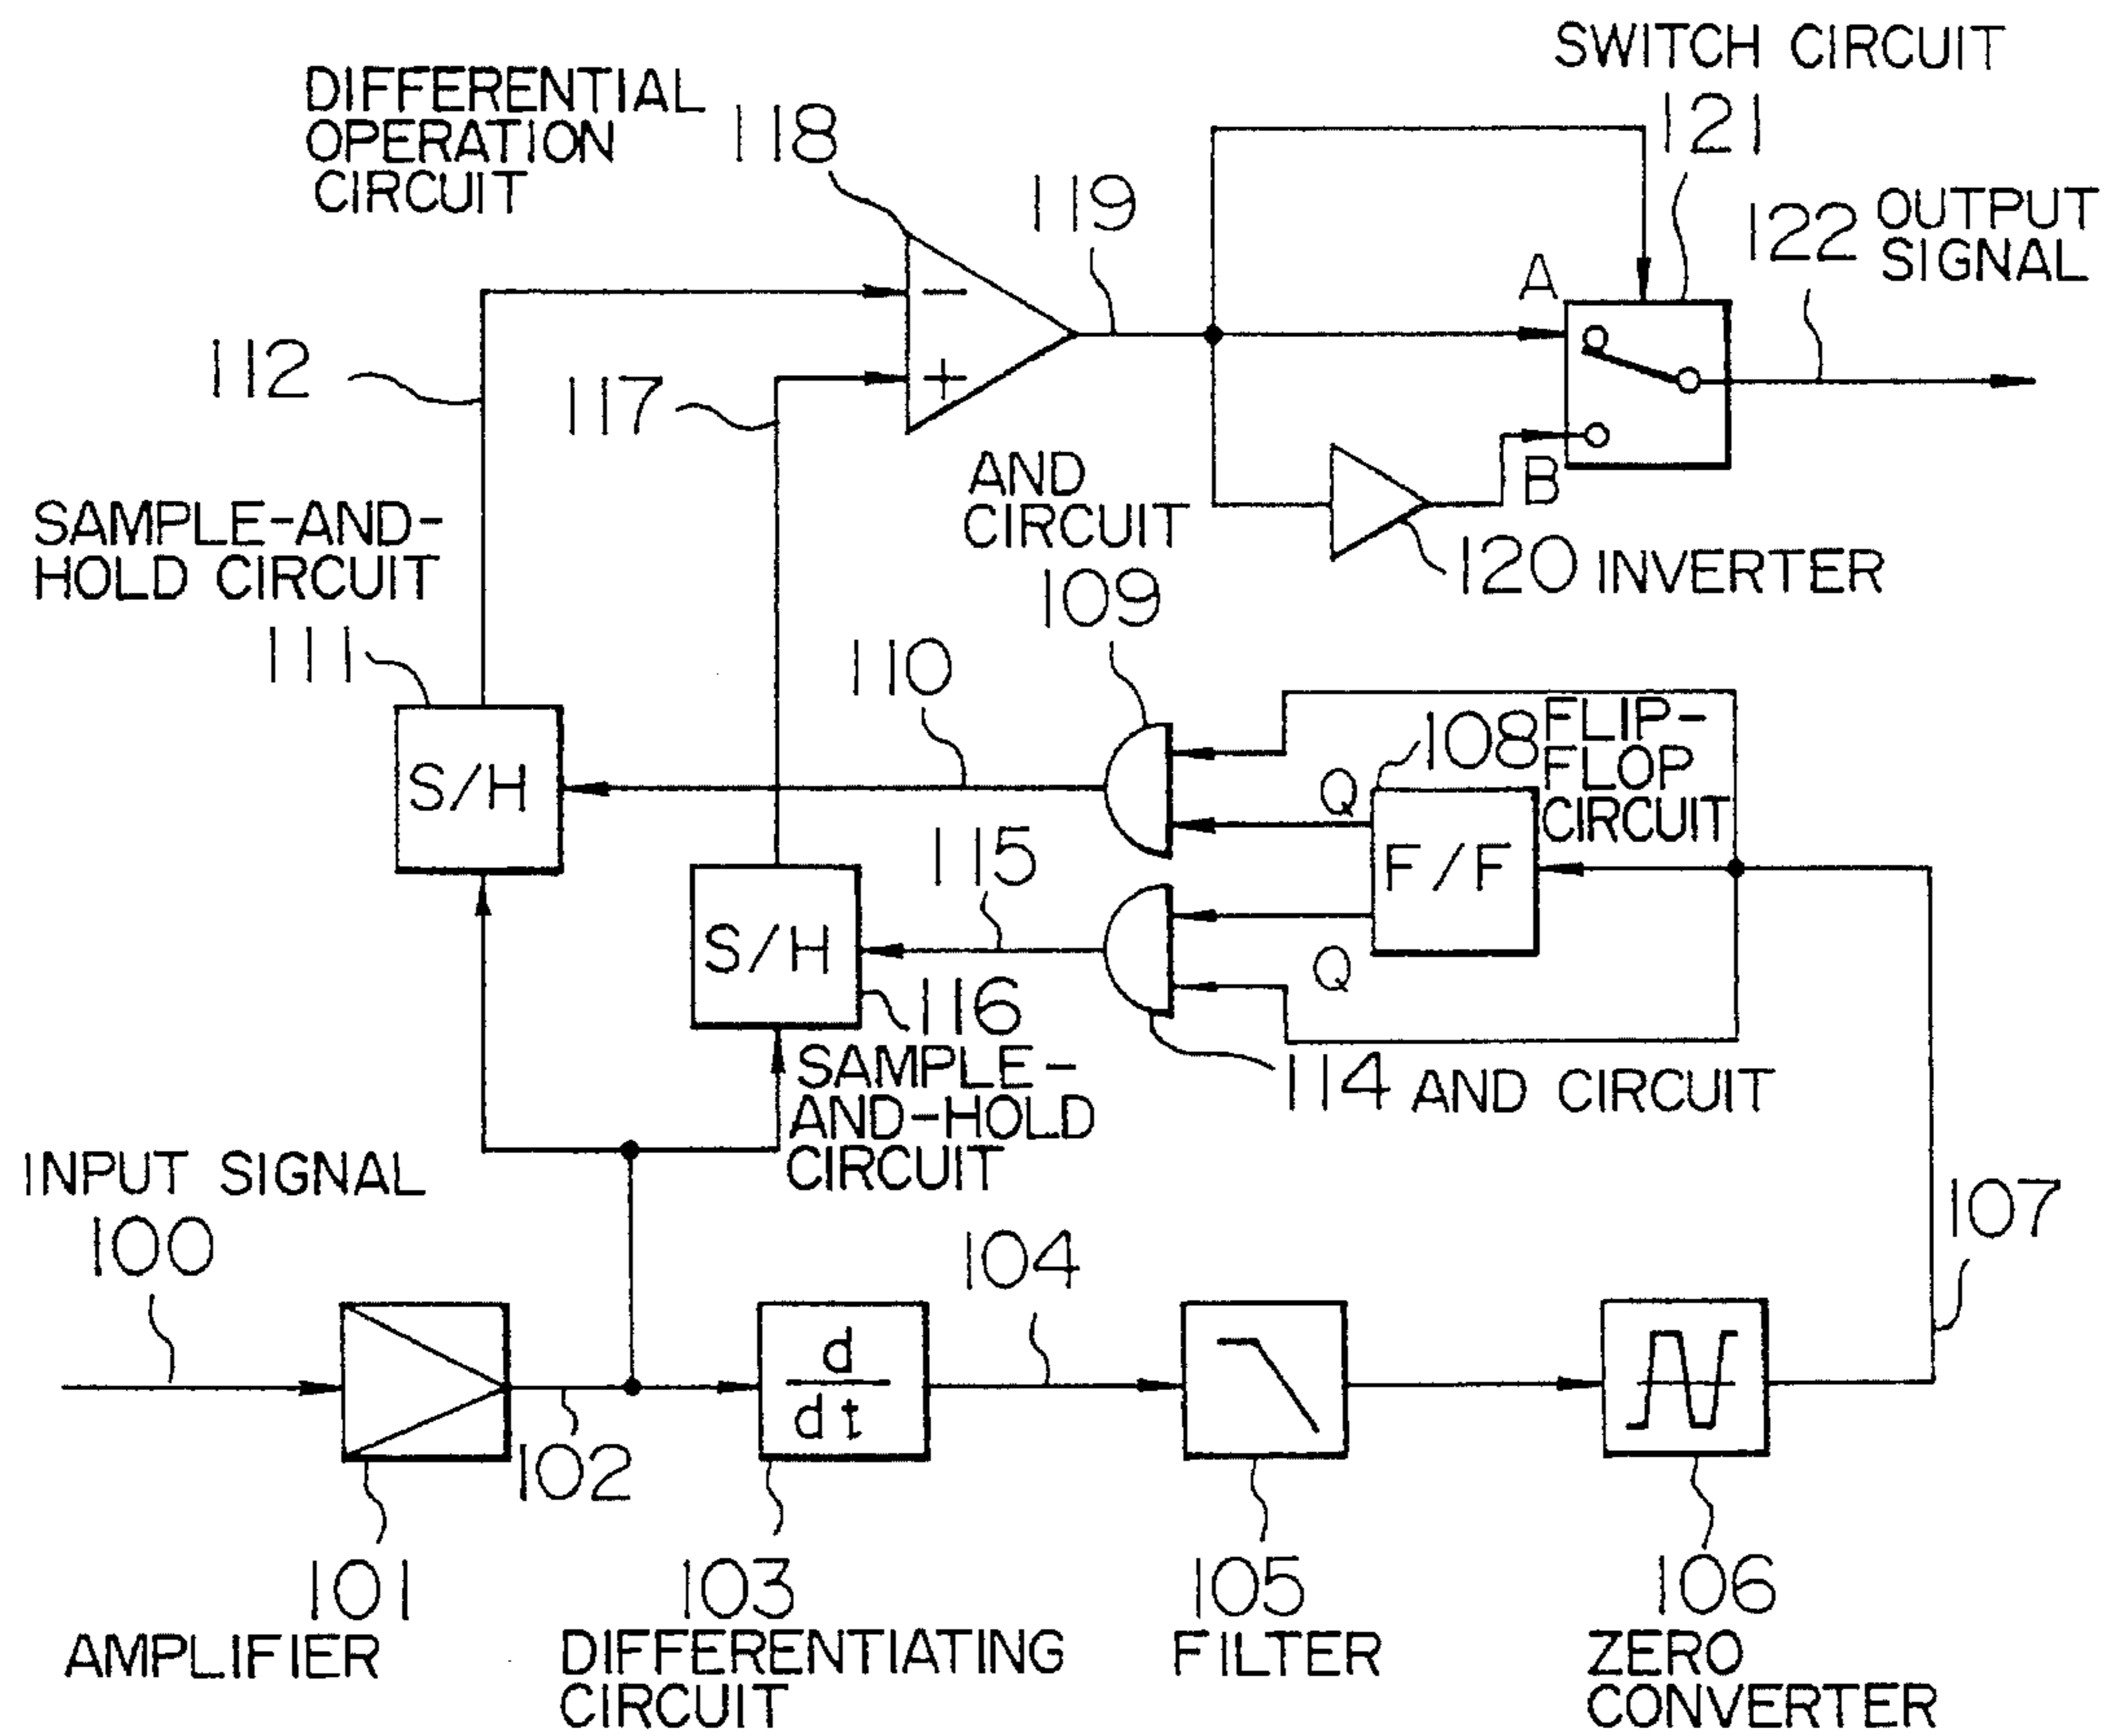 SWITCH CIRCUIT
121
DIFFERENTIAL
OPERATION
CIRCUIT
118
119
122 OUTPUT
SIGNAL
A
−
+
B
112
117
AND
CIRCUIT
109
120 INVERTER
SAMPLE-AND-
HOLD CIRCUIT
111
110
108 FLIP-
FLOP
CIRCUIT
S/H
Q
F/F
115
S/H
Q
116
SAMPLE-
AND-HOLD
CIRCUIT
114 AND CIRCUIT
INPUT SIGNAL
100
107
104
d
dt
102
101
AMPLIFIER
103
DIFFERENTIATING
CIRCUIT
105
FILTER
106
ZERO
CONVERTER